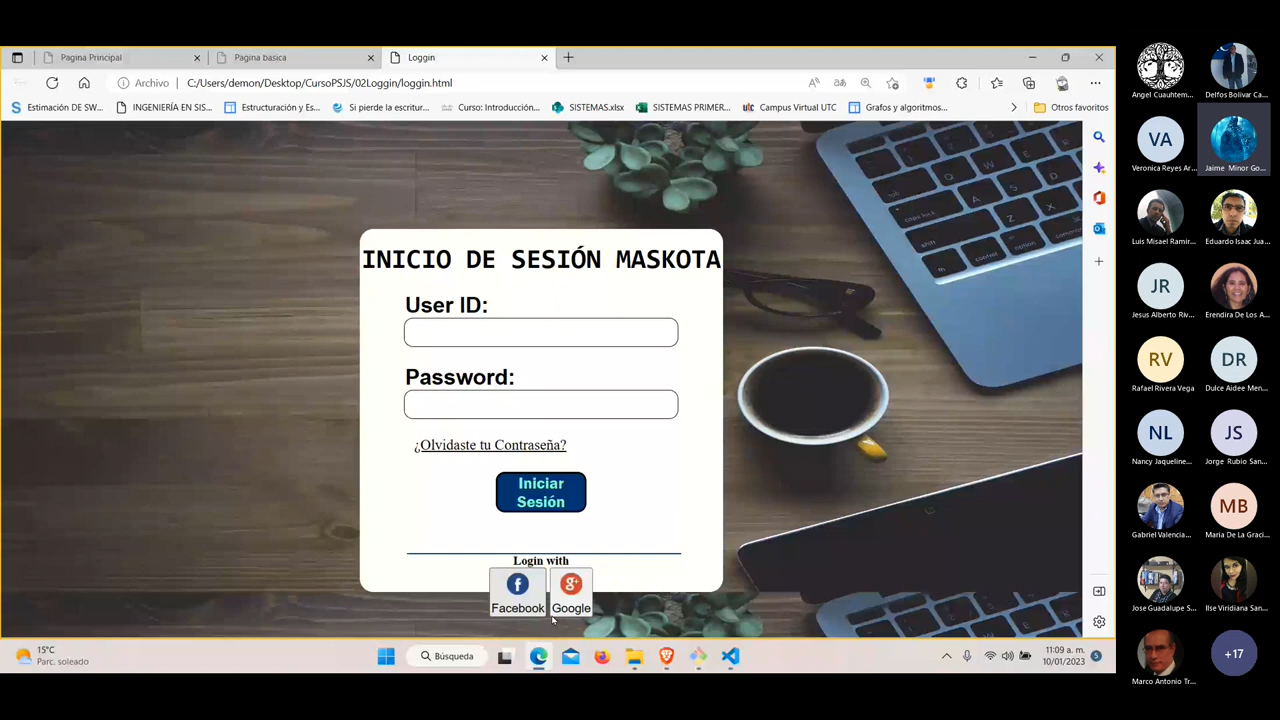 Pagina Principal
Pagina basica
Loggin
Archivo
C:/Users/demon/Desktop/CursoPSJS/02Loggin/loggin.html
Estimación DE SW...
INGENIERÍA EN SIS...
Estructuración y Es...
Si pierde la escritur...
Curso: Introducción...
SISTEMAS.xlsx
SISTEMAS PRIMER...
Campus Virtual UTC
Grafos y algoritmos...
Otros favoritos
INICIO DE SESIÓN MASKOTA
User ID:
Password:
¿Olvidaste tu Contraseña?
Iniciar
Sesión
Login with
Facebook
Google
15°C
Parc. soleado
Búsqueda
11:09 a. m.
10/01/2023
5
Angel Cuauhtem...
Delfos Bolivar Ca...
VA
Veronica Reyes Ar...
Jaime Minor Go...
Luis Misael Ramir...
Eduardo Isaac Jua...
JR
Jesus Alberto Riv...
Erendira De Los A...
RV
Rafael Rivera Vega
DR
Dulce Aidee Men...
NL
Nancy Jaqueline...
JS
Jorge Rubio San...
Gabriel Valencia...
MB
Maria De La Graci...
Jose Guadalupe S...
Ilse Viridiana San...
Marco Antonio Tr...
+17